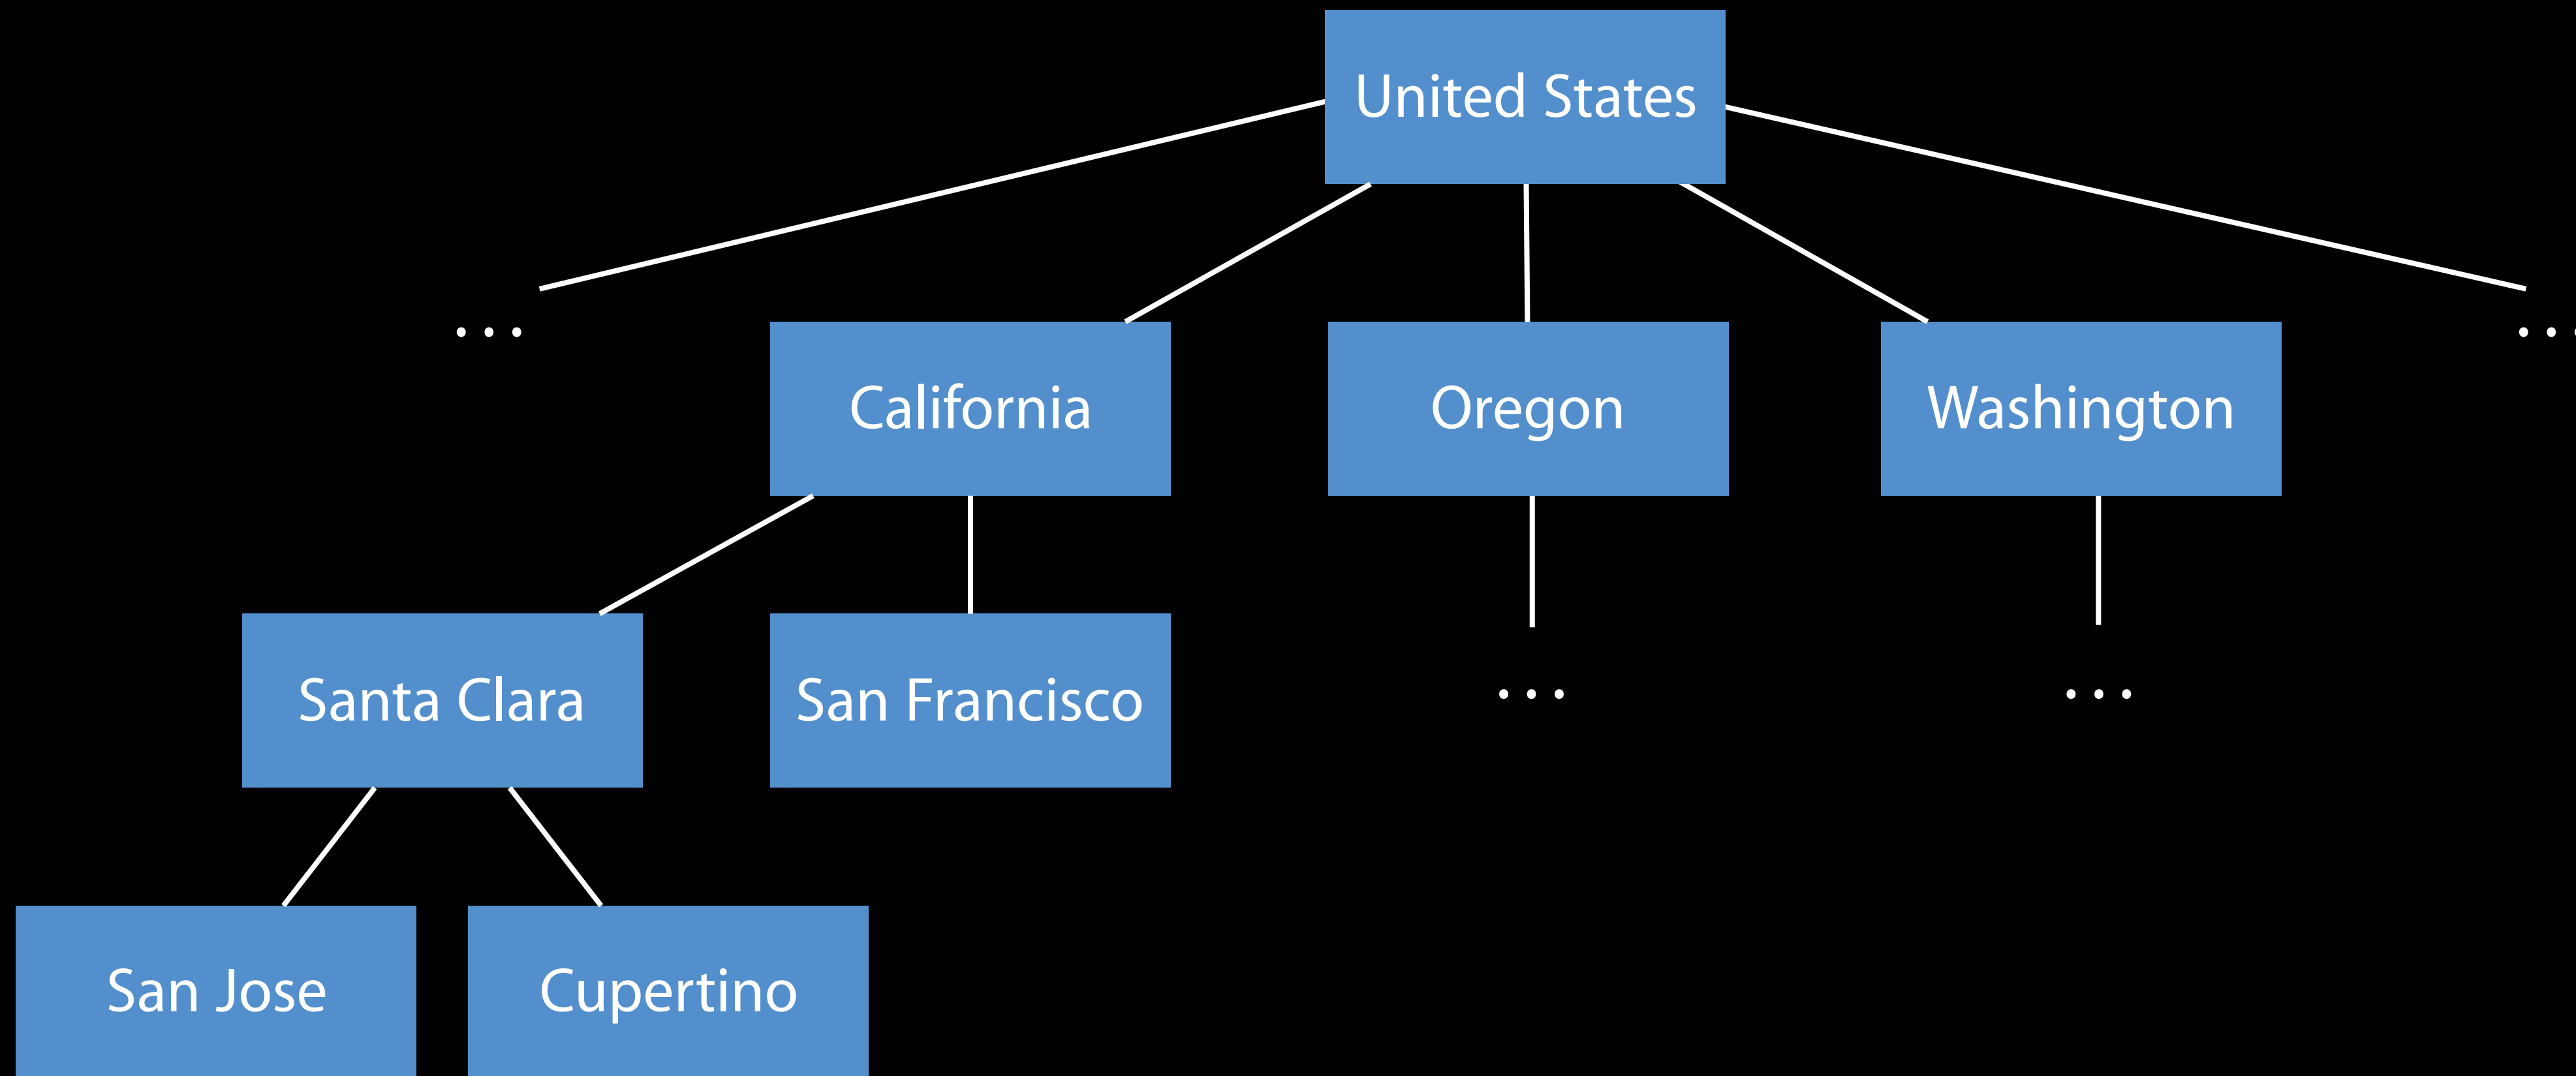 United States
...
California
Oregon
Washington
...
Santa Clara
San Francisco
...
...
San Jose
Cupertino